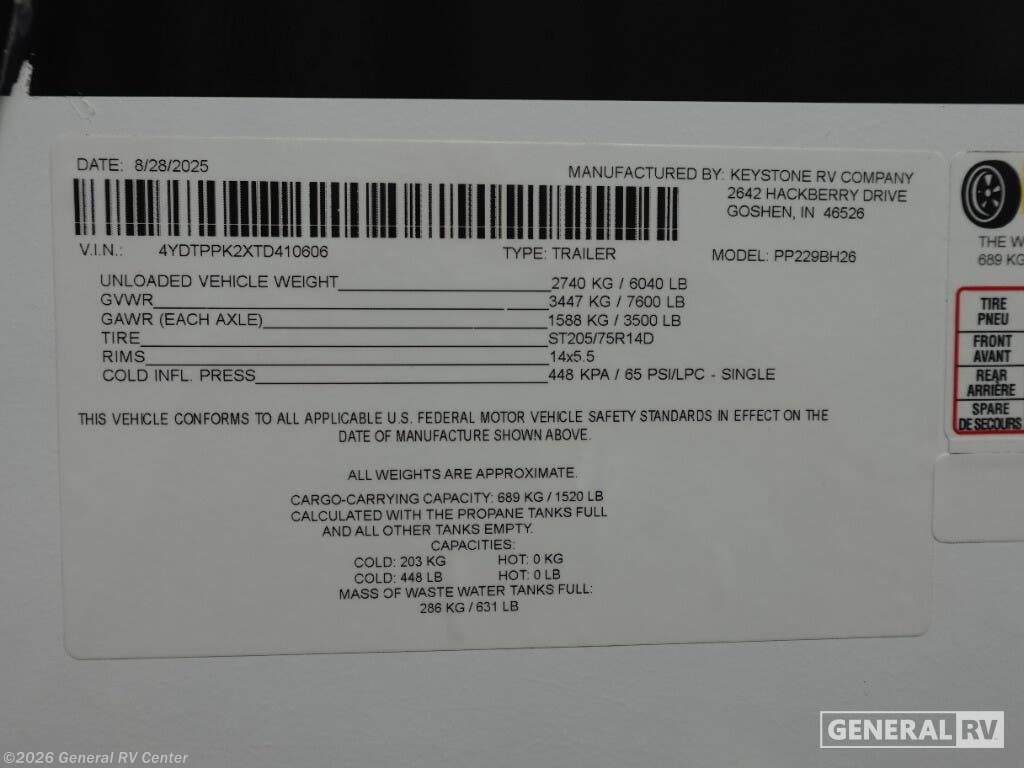 DATE: 8/28/2025
MANUFACTURED BY: KEYSTONE RV COMPANY
2642 HACKBERRY DRIVE
GOSHEN, IN 46526
V.I.N.: 4YDTPPK2XTD410606 TYPE: TRAILER MODEL: PP229BH26
UNLOADED VEHICLE WEIGHT 2740 KG / 6040 LB
GVWR 3447 KG / 7600 LB
GAWR (EACH AXLE) 1588 KG / 3500 LB
TIRE ST205/75R14D
RIMS 14x5.5
COLD INFL. PRESS 448 KPA / 65 PSI/LPC - SINGLE
THIS VEHICLE CONFORMS TO ALL APPLICABLE U.S. FEDERAL MOTOR VEHICLE SAFETY STANDARDS IN EFFECT ON THE
DATE OF MANUFACTURE SHOWN ABOVE.
ALL WEIGHTS ARE APPROXIMATE.
CARGO-CARRYING CAPACITY: 689 KG / 1520 LB
CALCULATED WITH THE PROPANE TANKS FULL
AND ALL OTHER TANKS EMPTY.
CAPACITIES:
COLD: 203 KG HOT: 0 KG
COLD: 448 LB HOT: 0 LB
MASS OF WASTE WATER TANKS FULL:
286 KG / 631 LB
THE
689 KG
TIRE
PNEU
FRONT
AVANT
REAR
ARRIÈRE
SPARE
DE SECOURS
GENERAL RV
©2026 General RV Center